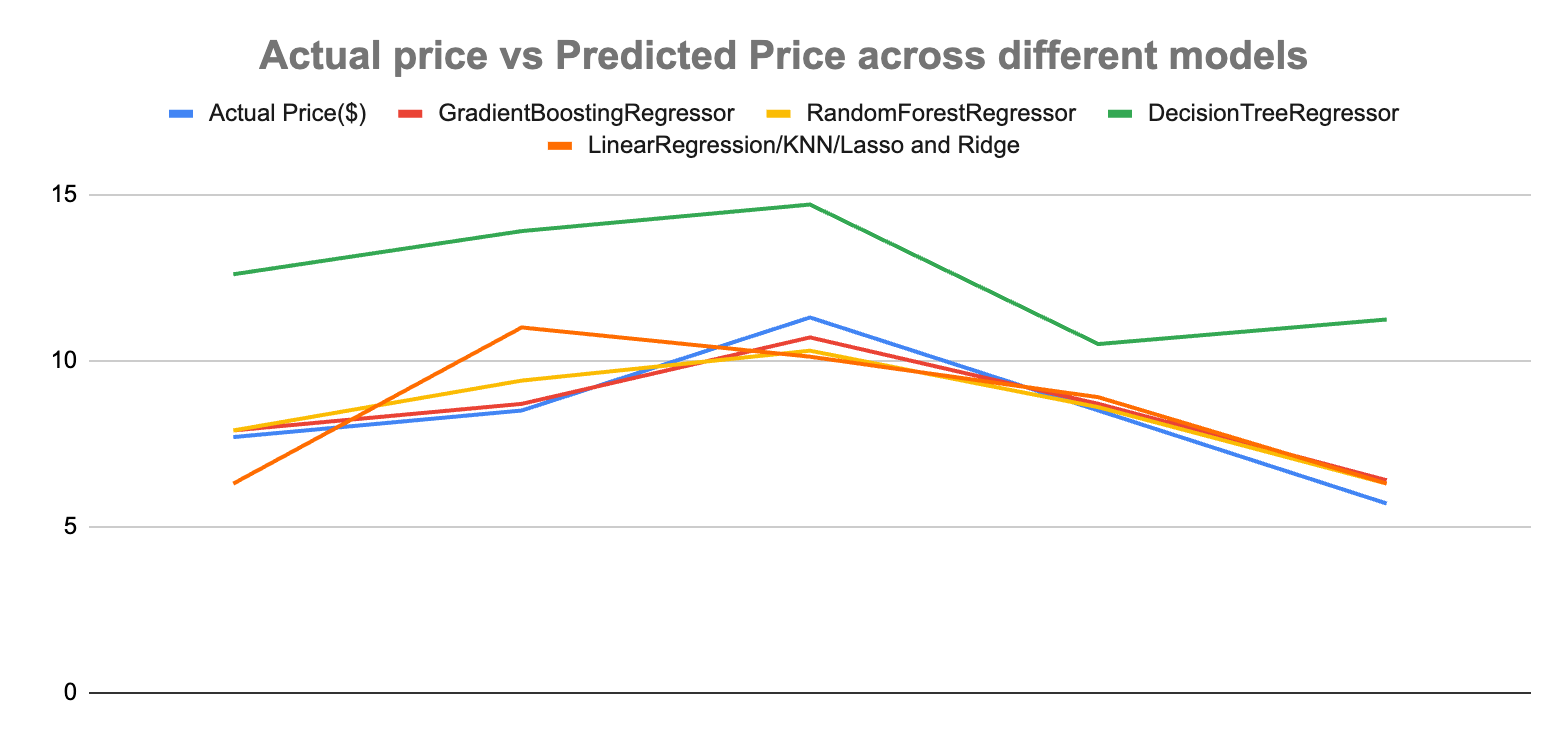 Actual price vs Predicted Price across different models
Actual Price($) GradientBoostingRegressor RandomForestRegressor DecisionTreeRegressor
LinearRegression/KNN/Lasso and Ridge
15
10
5
0